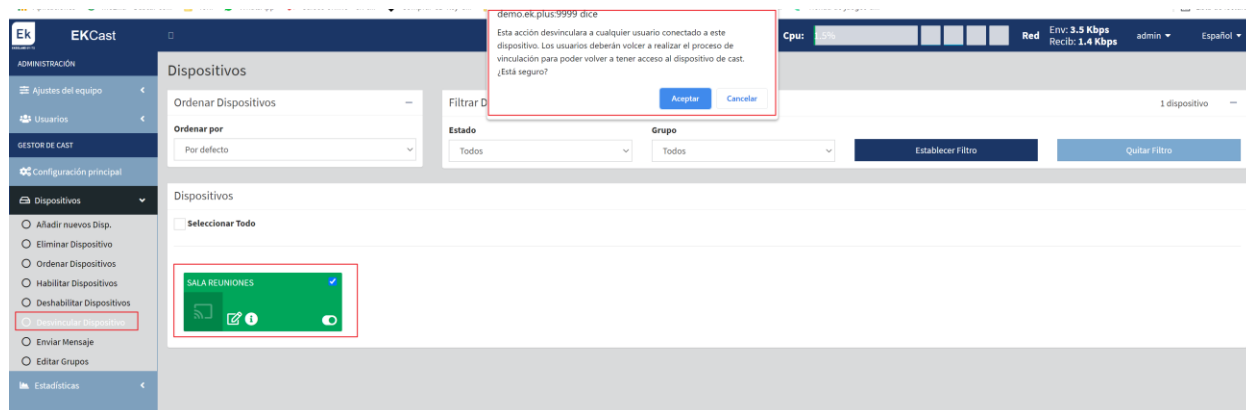 demo.ek.plus:9999 dice
Esta acción desvinculara a cualquier usuario conectado a este
dispositivo. Los usuarios deberán volcer a realizar el proceso de
vinculación para poder volver a tener acceso al dispositivo de cast.
¿Está seguro?
Aceptar Cancelar
Ek EKCast
Cpu: 1.5% Red Env: 3.5 Kbps
Recib: 1.4 Kbps admin Español
ADMINISTRACIÓN
Ajustes del equipo
Usuarios
GESTOR DE CAST
Configuración principal
Dispositivos
Añadir nuevos Disp.
Eliminar Dispositivo
Ordenar Dispositivos
Habilitar Dispositivos
Deshabilitar Dispositivos
Desvincular Dispositivo
Enviar Mensaje
Editar Grupos
Estadísticas
Dispositivos
Ordenar Dispositivos
Ordenar por
Por defecto
Filtrar D
1 dispositivo
Estado Grupo
Todos Todos Establecer Filtro Quitar Filtro
Dispositivos
Seleccionar Todo
SALA REUNIONES